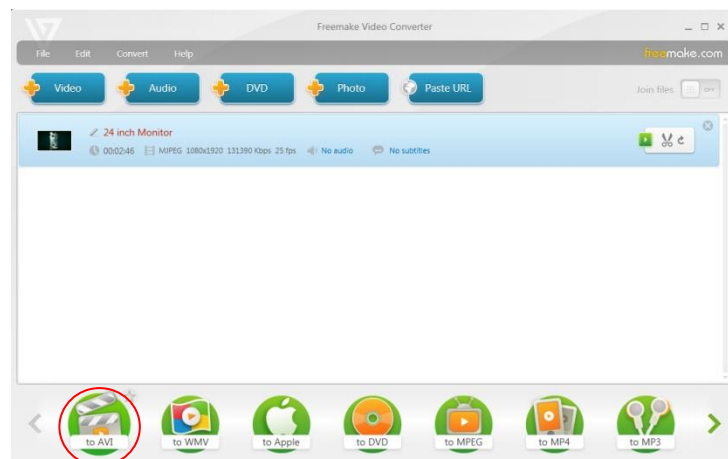 Freemake Video Converter
File Edit Convert Help freemake.com
Video Audio DVD Photo Paste URL Join files OFF
24 inch Monitor
00:02:46 MJPEG 1080x1920 131390 Kbps 25 fps No audio No subtitles
to AVI to WMV to Apple to DVD to MPEG to MP4 to MP3